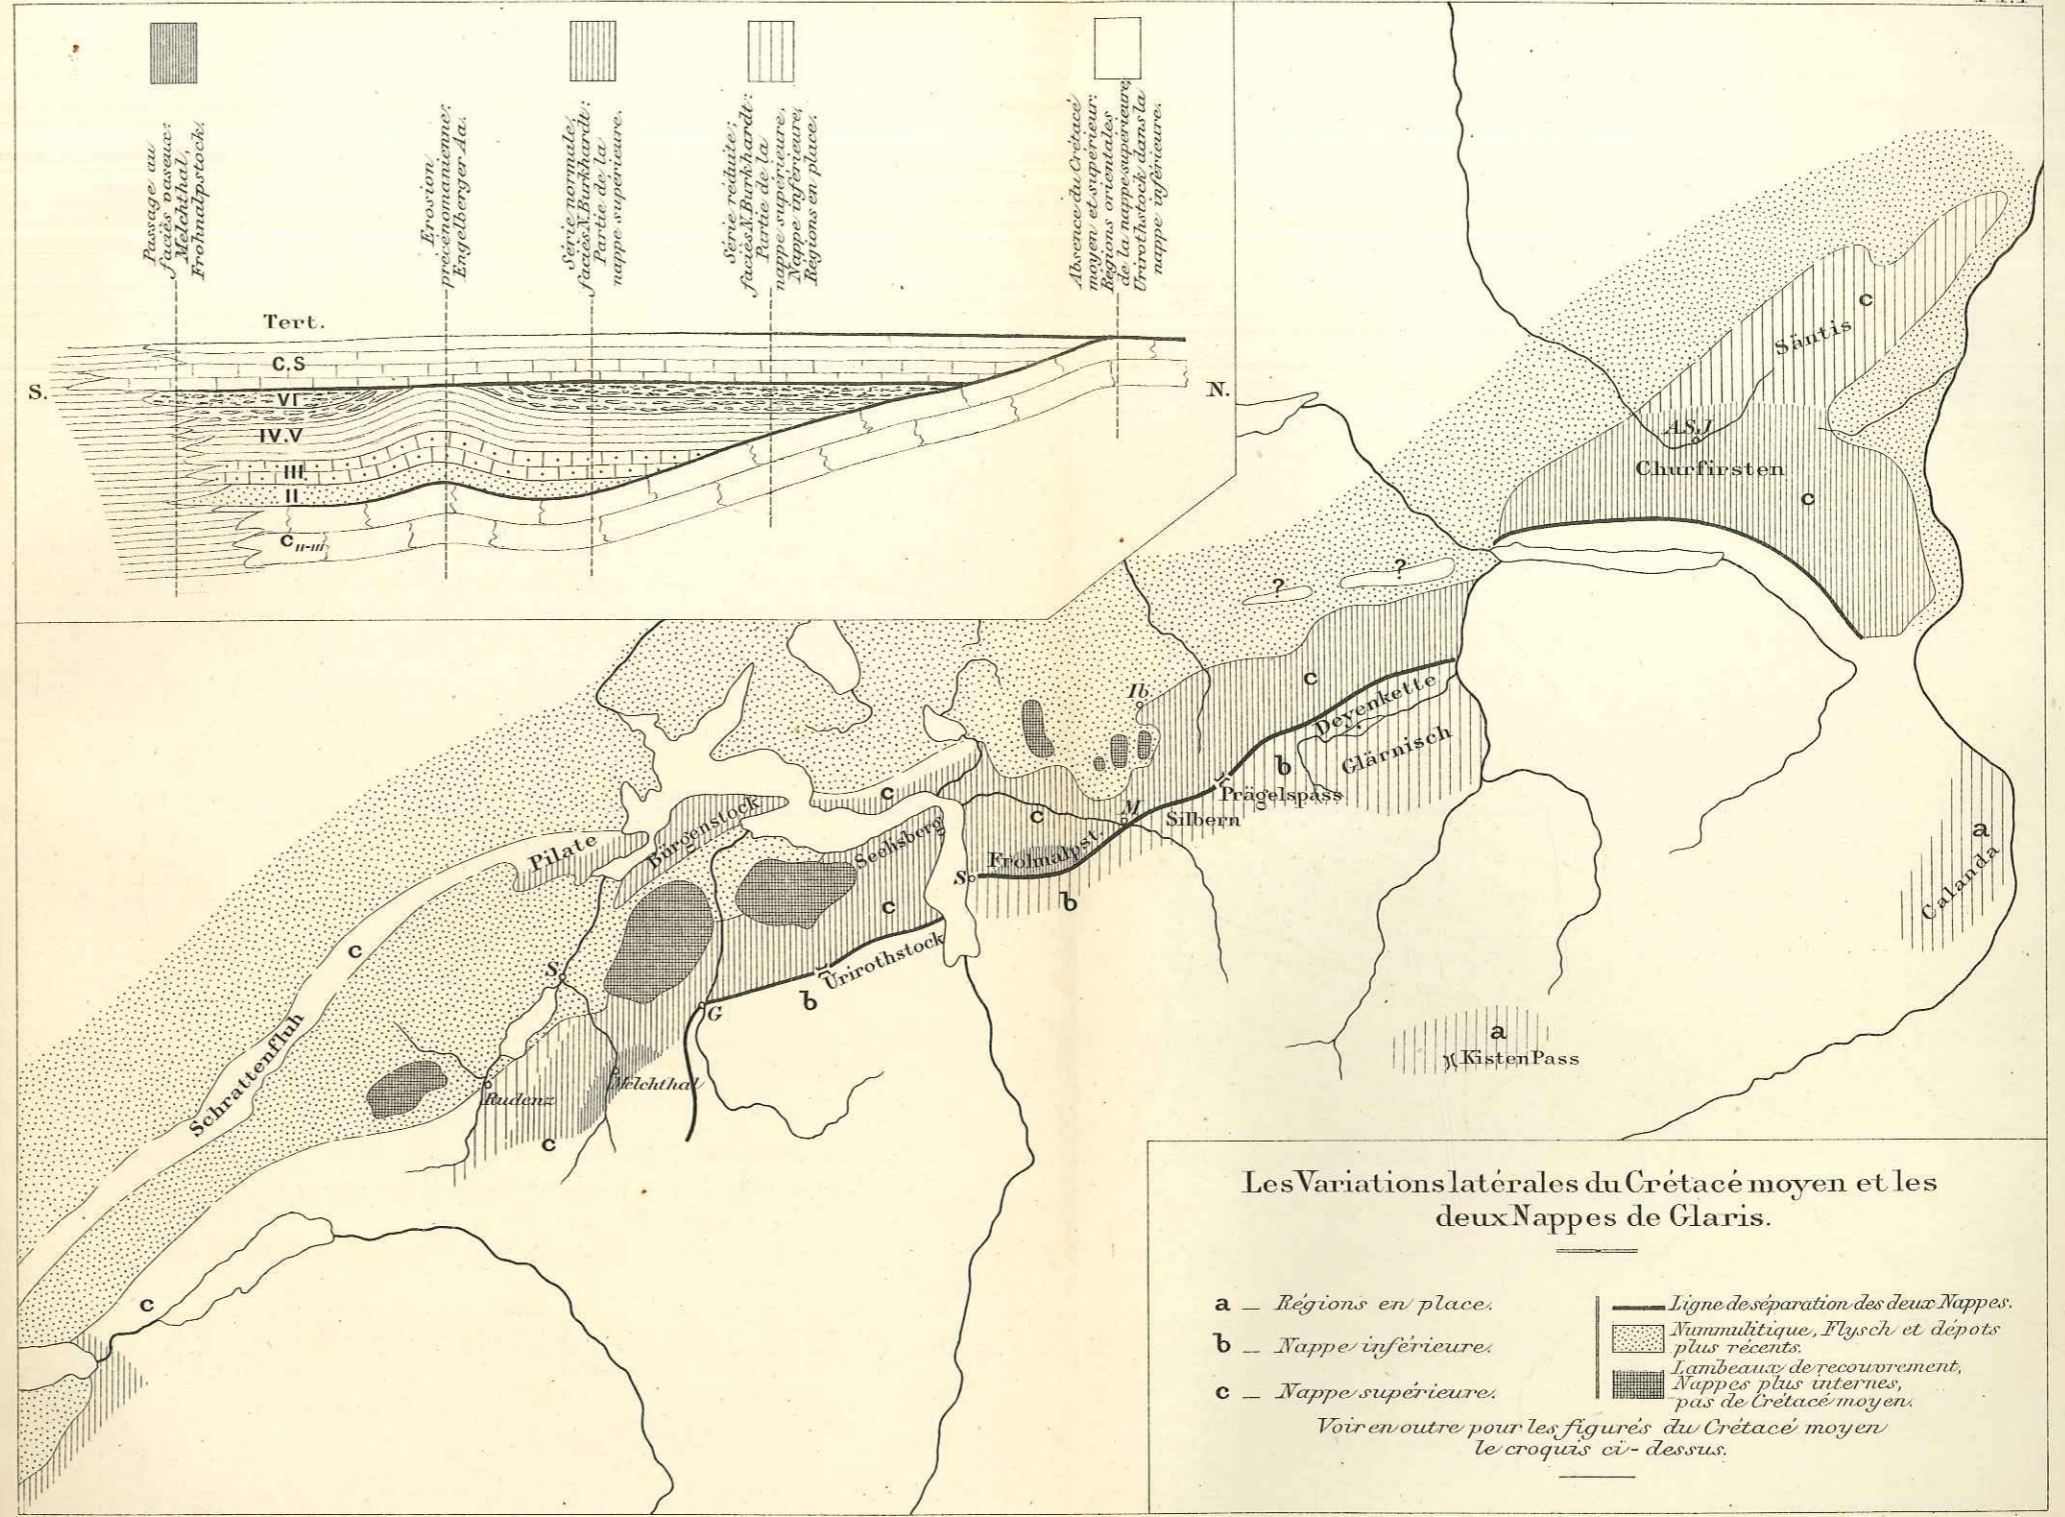 Passage au
faciès vaseux:
Melchthal,
Frohnalpstock.
Erosion
précénomanienne:
Engelberger Aa.
Série normale,
faciès N. Burkhardt:
Partie de la
nappe supérieure.
Série réduite;
faciès N. Burkhardt:
Partie de la
nappe supérieure,
Nappe inférieure,
Régions en place.
Absence du Crétacé
moyen et supérieur:
Régions orientales
de la nappe supérieure,
Urirothstock dans la
nappe inférieure.
Tert.
C.S
S.
N.
VI
IV.V
III
II
C II-III
c
Säntis
A.S.J
Churfirsten
c
?
?
Ib.
c
Deyenkette
Glärnisch
b
Prägelspass
M
Silbern
c
c
Frohnalpst.
S.
b
Pilate
Bürgenstock
Seelisberg
c
c
S.
Urirothstock
b
G
Schrattenfluh
Rudenz
Melchthal
c
c
a
Calanda
a
Kisten Pass
Les Variations latérales du Crétacé moyen et les
deux Nappes de Glaris.
a _ Régions en place.
b _ Nappe inférieure.
c _ Nappe supérieure.
Ligne de séparation des deux Nappes.
Nummulitique, Flysch et dépots
plus récents.
Lambeaux de recouvrement,
Nappes plus internes,
pas de Crétacé moyen.
Voir en outre pour les figurés du Crétacé moyen
le croquis ci-dessus.